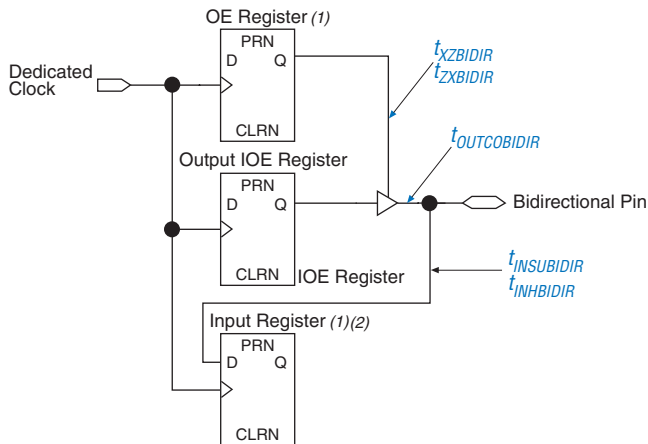 OE Register (1)
PRN
D Q
CLRN
Dedicated
Clock
tXZBIDIR
tZXBIDIR
tOUTCOBIDIR
Output IOE Register
PRN
D Q
CLRN
IOE Register
Bidirectional Pin
tINSUBIDIR
tINHBIDIR
Input Register (1)(2)
PRN
D Q
CLRN